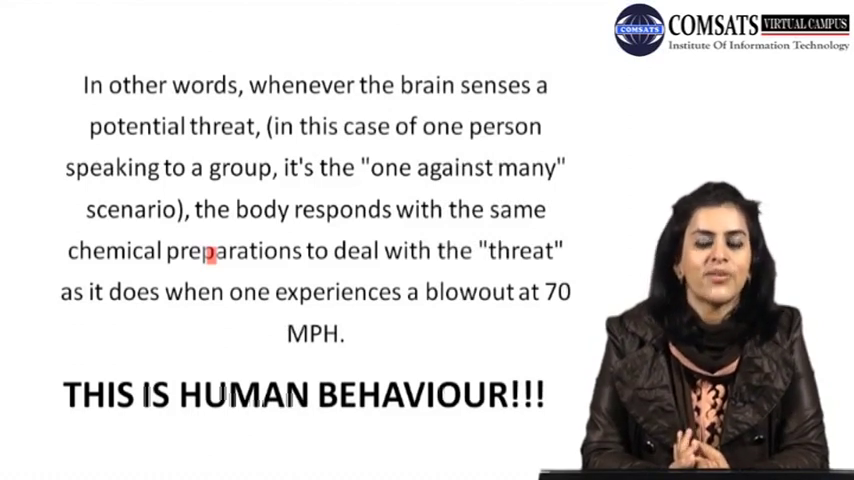 COMSATS VIRTUAL CAMPUS
COMSATS
Institute Of Information Technology
In other words, whenever the brain senses a
potential threat, (in this case of one person
speaking to a group, it's the "one against many"
scenario), the body responds with the same
chemical preparations to deal with the "threat"
as it does when one experiences a blowout at 70
MPH.
THIS IS HUMAN BEHAVIOUR!!!